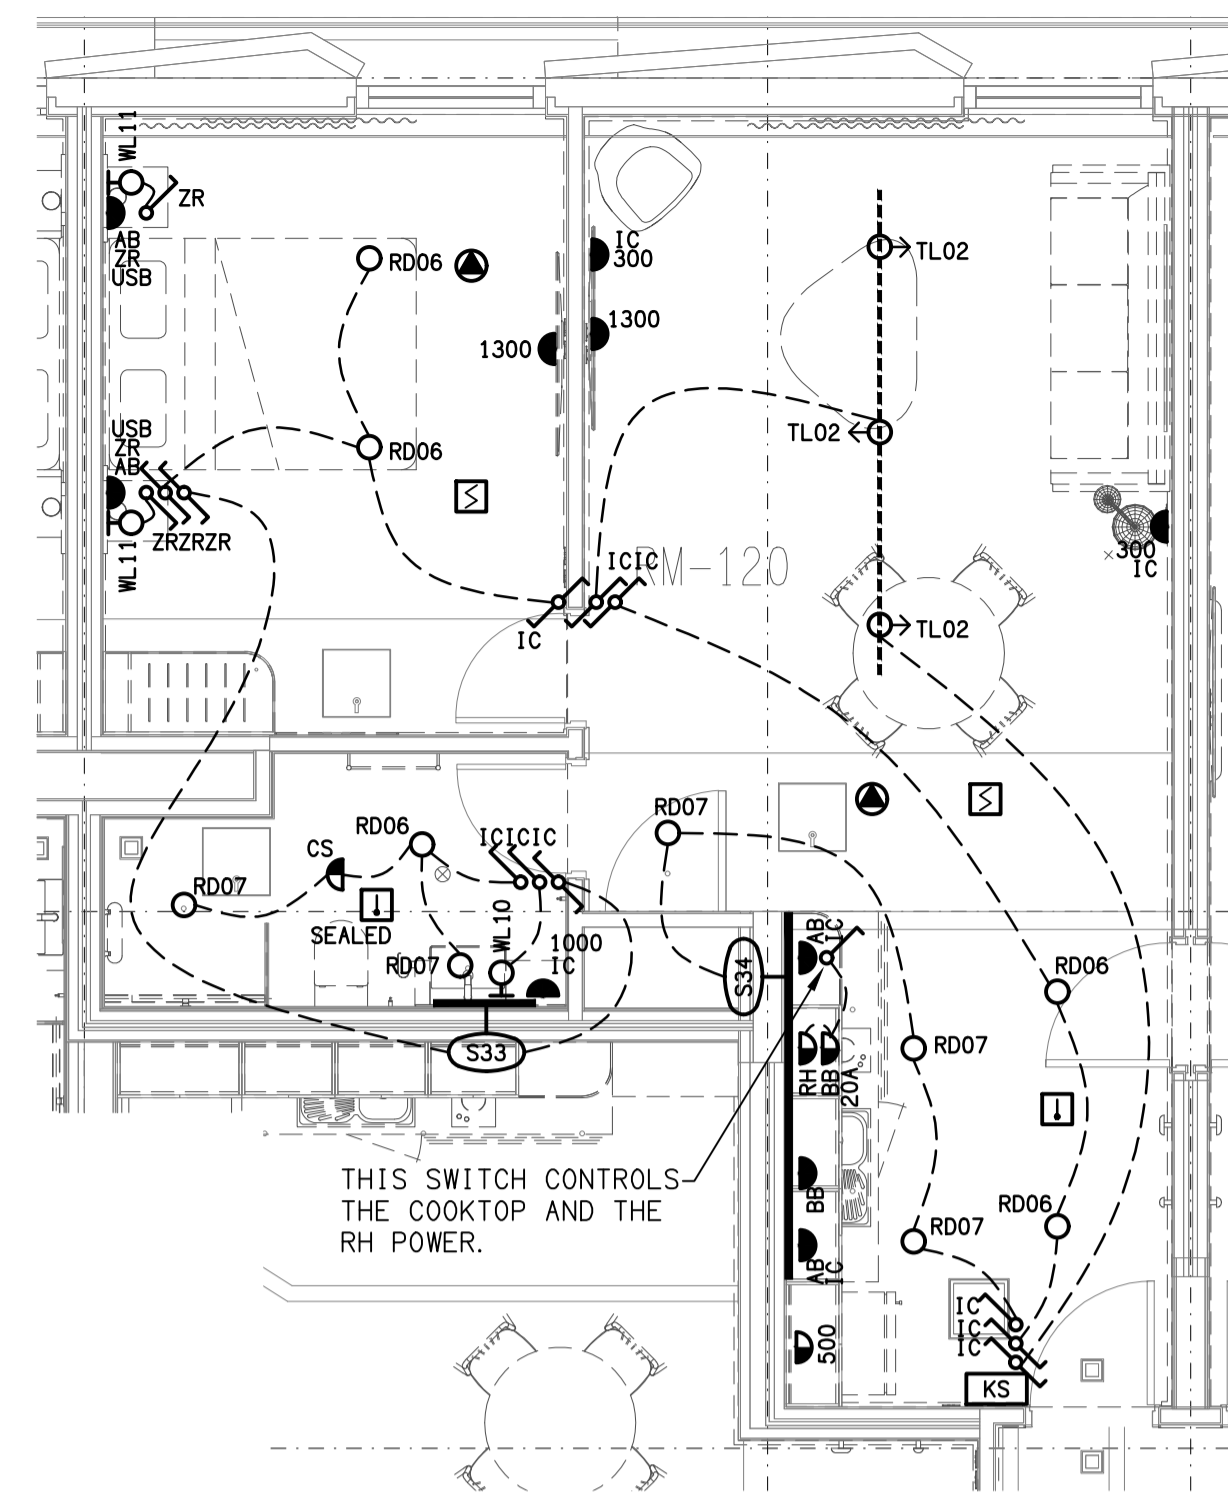 WL11
ZR
AB
ZR
USB
RD06
IC
300
TL02
1300
1300
USB
ZR
AB
RD06
TL02
ZRZRZR
WL11
ICIC
RM-120
300
IC
IC
TL02
RD07
RD06
CS
ICICIC
RD07
SEALED
WL10
1000
IC
RD07
S33
S34
AB
IC
RD06
RD07
RH
BB
20A
THIS SWITCH CONTROLS
THE COOKTOP AND THE
RH POWER.
BB
RD06
RD07
AB
IC
IC
IC
IC
500
KS